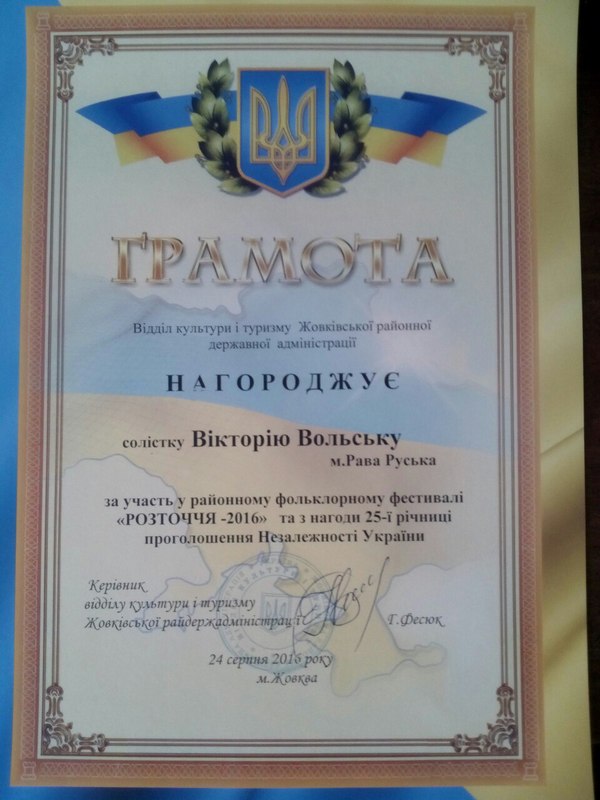 ГРАМОТА
Відділ культури і туризму Жовківської районної
державної адміністрації
НАГОРОДЖУЄ
солістку Вікторію Вольську
м.Рава Руська
за участь у районному фольклорному фестивалі
«РОЗТОЧЧЯ -2016» та з нагоди 25-ї річниці
проголошення Незалежності України
Керівник
відділу культури і туризму
Жовківської райдержадміністрації
Г.Фесюк
24 серпня 2016 року
м.Жовква